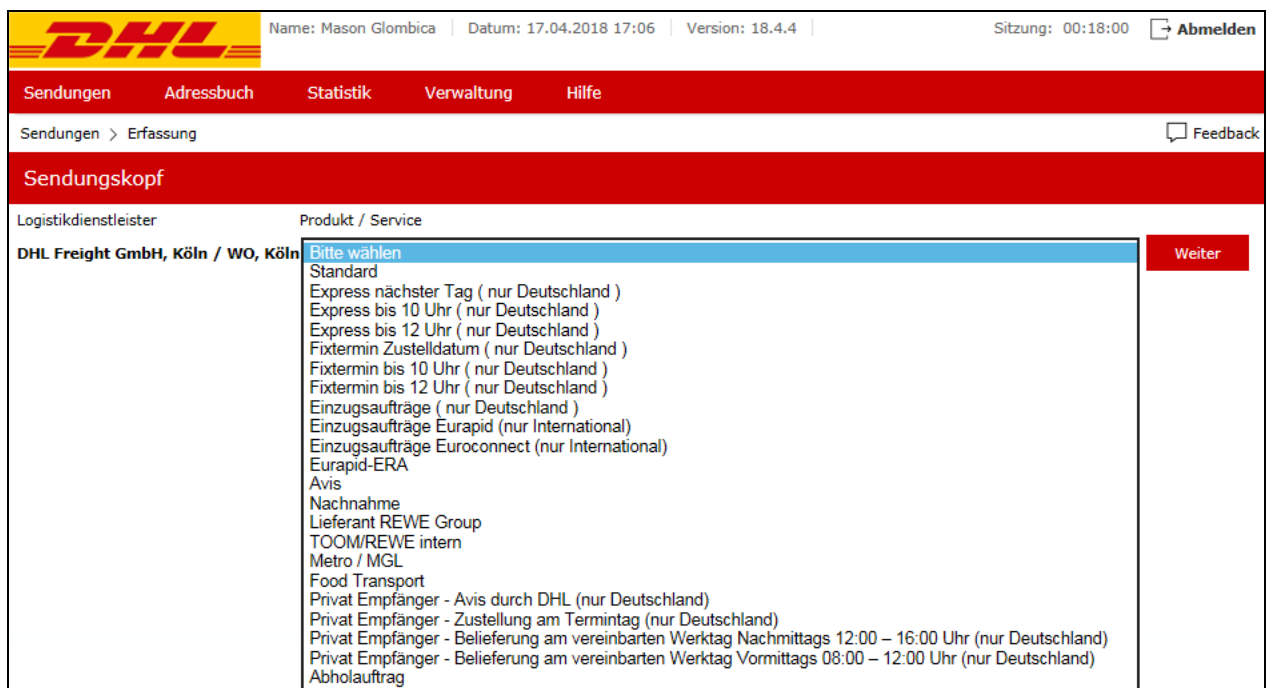 DHL Name: Mason Glombica Datum: 17.04.2018 17:06 Version: 18.4.4 Sitzung: 00:18:00 Abmelden
Sendungen Adressbuch Statistik Verwaltung Hilfe
Sendungen > Erfassung Feedback
Sendungskopf
Logistikdienstleister Produkt / Service
DHL Freight GmbH, Köln / WO, Köln Bitte wählen Weiter
Standard
Express nächster Tag ( nur Deutschland )
Express bis 10 Uhr ( nur Deutschland )
Express bis 12 Uhr ( nur Deutschland )
Fixtermin Zustelldatum ( nur Deutschland )
Fixtermin bis 10 Uhr ( nur Deutschland )
Fixtermin bis 12 Uhr ( nur Deutschland )
Einzugsaufträge ( nur Deutschland )
Einzugsaufträge Eurapid (nur International)
Einzugsaufträge Euroconnect (nur International)
Eurapid-ERA
Avis
Nachnahme
Lieferant REWE Group
TOOM/REWE intern
Metro / MGL
Food Transport
Privat Empfänger - Avis durch DHL (nur Deutschland)
Privat Empfänger - Zustellung am Termintag (nur Deutschland)
Privat Empfänger - Belieferung am vereinbarten Werktag Nachmittags 12:00 – 16:00 Uhr (nur Deutschland)
Privat Empfänger - Belieferung am vereinbarten Werktag Vormittags 08:00 – 12:00 Uhr (nur Deutschland)
Abholauftrag